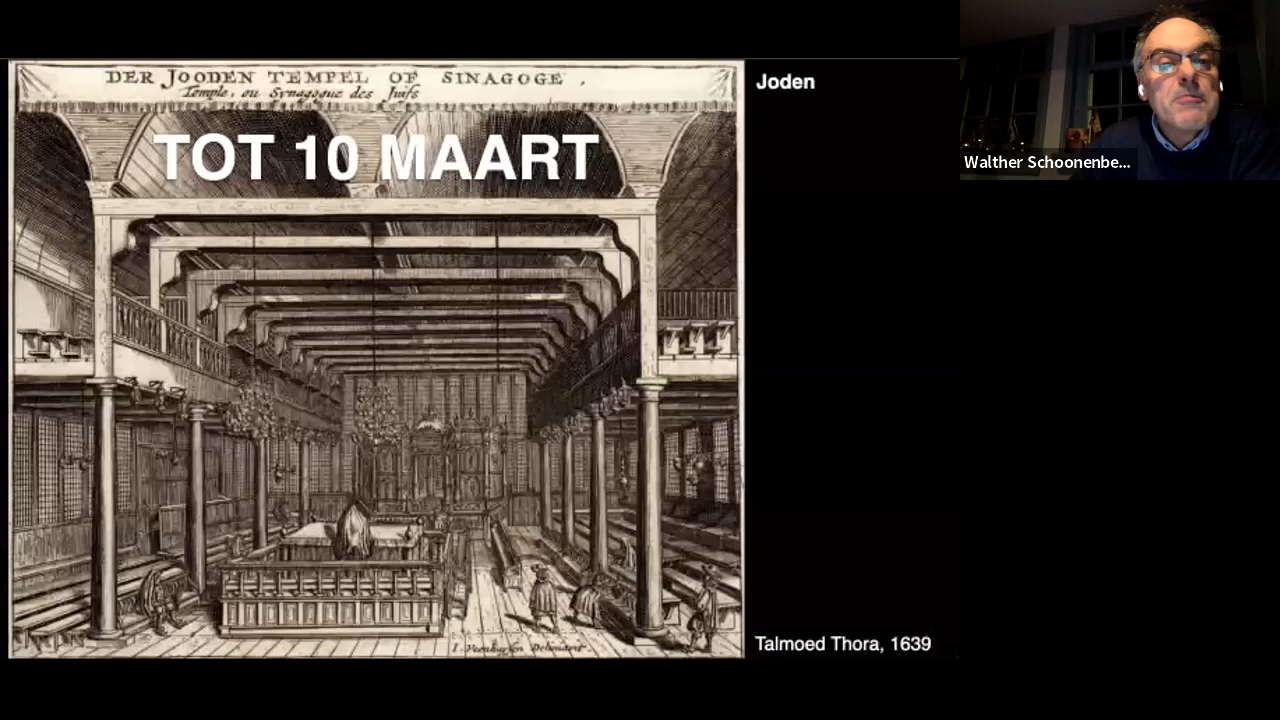 DER JOODEN TEMPEL OF SINAGOGE.
Temple, ou Synagogue des Juifs
TOT 10 MAART
Joden
Walther Schoonenbe...
Talmoed Thora, 1639